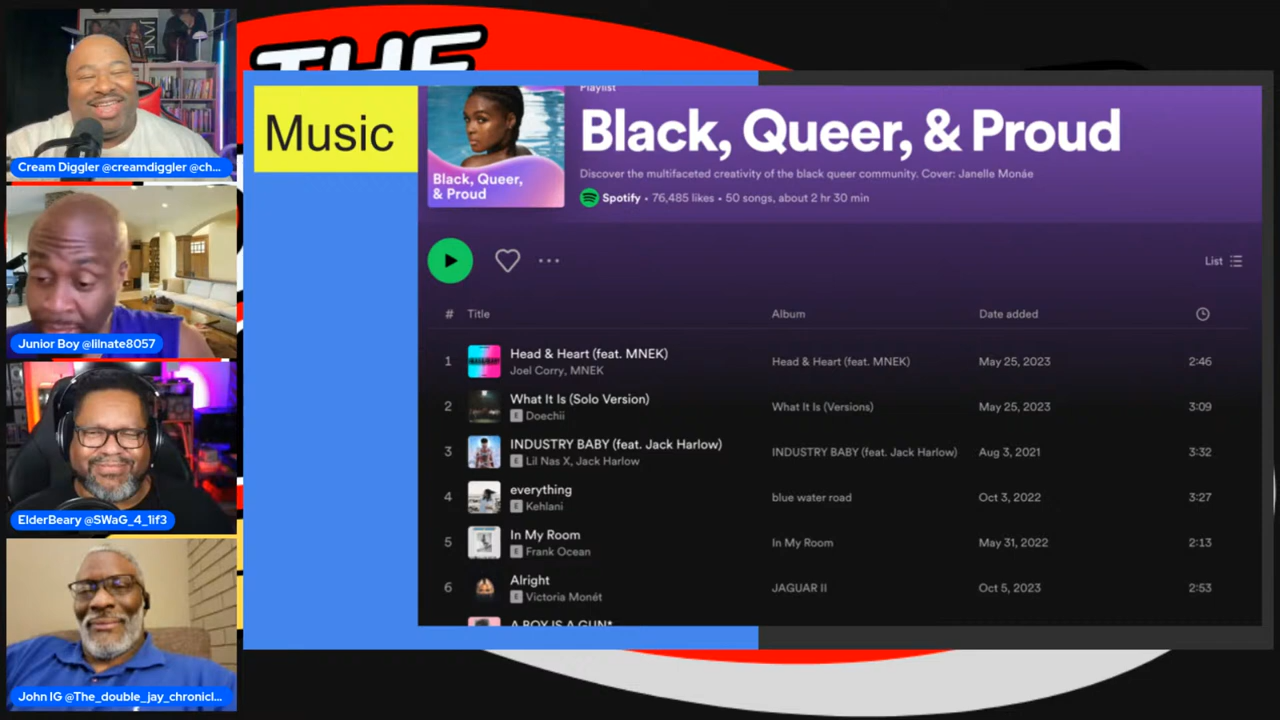 THE
Cream Diggler @creamdiggler @ch...
Junior Boy @lilnate8057
ElderBeary @SWaG_4_1if3
John IG @The_double_jay_chronicl...
Music
Playlist
Black, Queer, & Proud
Black, Queer,
& Proud
Discover the multifaceted creativity of the black queer community. Cover: Janelle Monáe
Spotify • 76,485 likes • 50 songs, about 2 hr 30 min
List
# Title Album Date added
1 Head & Heart (feat. MNEK) Head & Heart (feat. MNEK) May 25, 2023 2:46
Joel Corry, MNEK
2 What It Is (Solo Version) What It Is (Versions) May 25, 2023 3:09
E Doechii
3 INDUSTRY BABY (feat. Jack Harlow) INDUSTRY BABY (feat. Jack Harlow) Aug 3, 2021 3:32
E Lil Nas X, Jack Harlow
4 everything blue water road Oct 3, 2022 3:27
E Kehlani
5 In My Room In My Room May 31, 2022 2:13
E Frank Ocean
6 Alright JAGUAR II Oct 5, 2023 2:53
E Victoria Monét
A BOY IS A GUN*